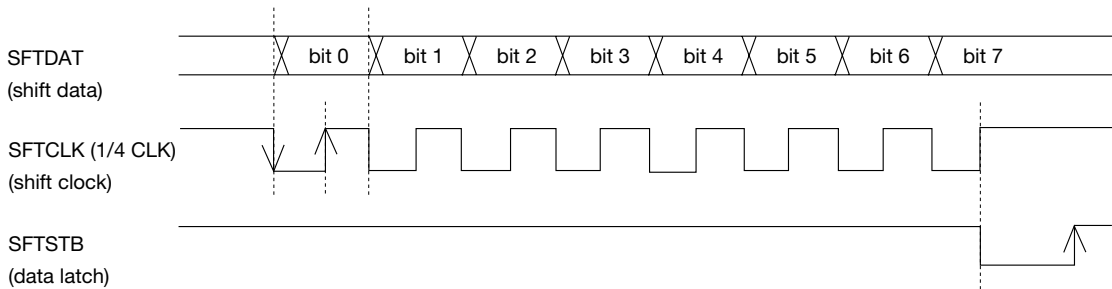 SFTDAT
(shift data)
bit 0 bit 1 bit 2 bit 3 bit 4 bit 5 bit 6 bit 7
SFTCLK (1/4 CLK)
(shift clock)
SFTSTB
(data latch)